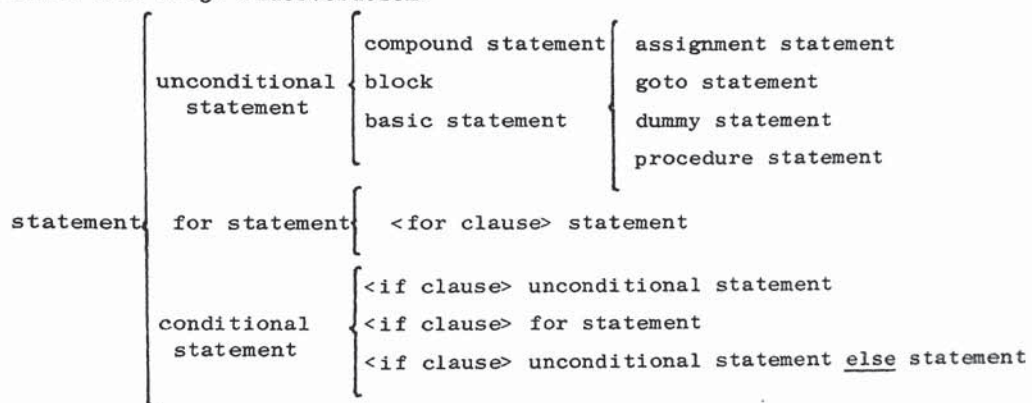 compound statement assignment statement
unconditional block goto statement
statement
basic statement dummy statement
procedure statement
statement for statement <for clause> statement
<if clause> unconditional statement
conditional <if clause> for statement
statement
<if clause> unconditional statement else statement